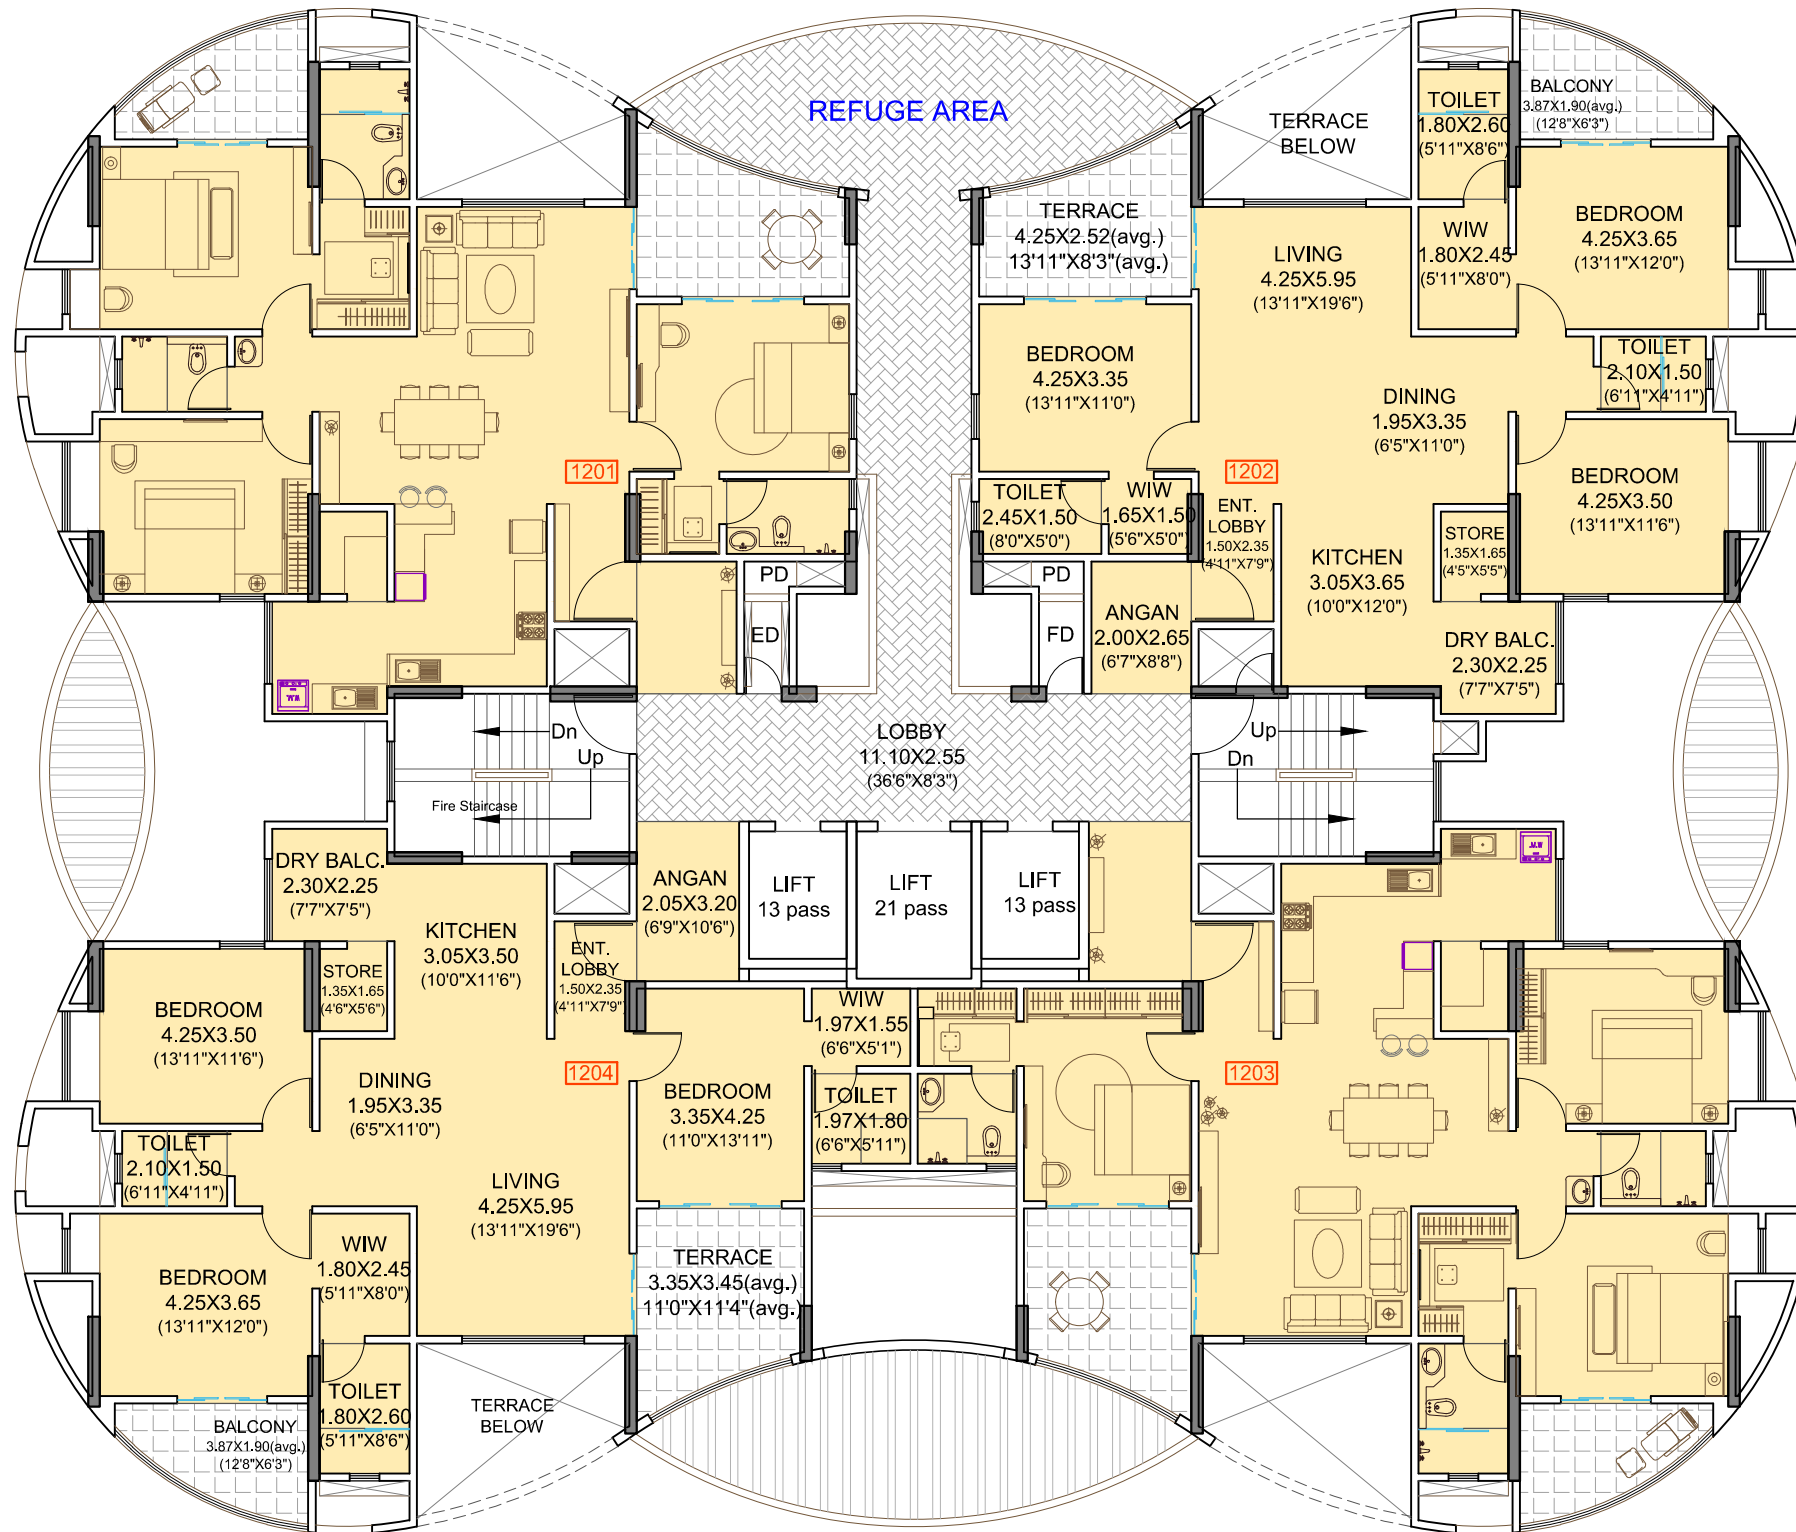 REFUGE AREA
TERRACE
BELOW
TOILET
1.80X2.60
(5'11"X8'6")
BALCONY
3.87X1.90(avg.)
(12'8"X6'3")
TERRACE
4.25X2.52(avg.)
13'11"X8'3"(avg.)
LIVING
4.25X5.95
(13'11"X19'6")
WIW
1.80X2.45
(5'11"X8'0")
BEDROOM
4.25X3.65
(13'11"X12'0")
BEDROOM
4.25X3.35
(13'11"X11'0")
DINING
1.95X3.35
(6'5"X11'0")
TOILET
2.10X1.50
(6'11"X4'11")
1201
1202
BEDROOM
4.25X3.50
(13'11"X11'6")
TOILET
2.45X1.50
(8'0"X5'0")
WIW
1.65X1.50
(5'6"X5'0")
ENT.
LOBBY
1.50X2.35
(4'11"X7'9")
KITCHEN
3.05X3.65
(10'0"X12'0")
STORE
1.35X1.65
(4'5"X5'5")
PD
PD
ED
FD
ANGAN
2.00X2.65
(6'7"X8'8")
DRY BALC.
2.30X2.25
(7'7"X7'5")
Dn
Up
Fire Staircase
LOBBY
11.10X2.55
(36'6"X8'3")
Up
Dn
DRY BALC.
2.30X2.25
(7'7"X7'5")
KITCHEN
3.05X3.50
(10'0"X11'6")
ANGAN
2.05X3.20
(6'9"X10'6")
LIFT
13 pass
LIFT
21 pass
LIFT
13 pass
STORE
1.35X1.65
(4'6"X5'6")
ENT.
LOBBY
1.50X2.35
(4'11"X7'9")
BEDROOM
4.25X3.50
(13'11"X11'6")
WIW
1.97X1.55
(6'6"X5'1")
1204
1203
DINING
1.95X3.35
(6'5"X11'0")
BEDROOM
3.35X4.25
(11'0"X13'11")
TOILET
1.97X1.80
(6'6"X5'11")
TOILET
2.10X1.50
(6'11"X4'11")
LIVING
4.25X5.95
(13'11"X19'6")
BEDROOM
4.25X3.65
(13'11"X12'0")
WIW
1.80X2.45
(5'11"X8'0")
TERRACE
3.35X3.45(avg.)
11'0"X11'4"(avg.)
TOILET
1.80X2.60
(5'11"X8'6")
BALCONY
3.87X1.90(avg.)
(12'8"X6'3")
TERRACE
BELOW